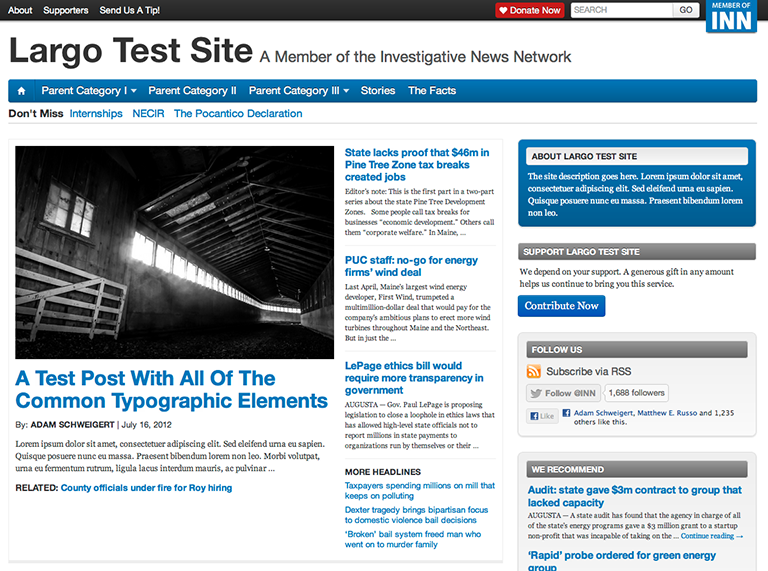 About Supporters Send Us A Tip!
Donate Now
SEARCH GO
MEMBER OF
INN
Largo Test Site A Member of the Investigative News Network
Parent Category I Parent Category II Parent Category III Stories The Facts
Don't Miss Internships NECIR The Pocantico Declaration
A Test Post With All Of The
Common Typographic Elements
By: ADAM SCHWEIGERT | July 16, 2012
Lorem ipsum dolor sit amet, consectetuer adipiscing elit. Sed eleifend urna eu sapien.
Quisque posuere nunc eu massa. Praesent bibendum lorem non leo. Morbi volutpat,
urna eu fermentum rutrum, ligula lacus interdum mauris, ac pulvinar ...
RELATED: County officials under fire for Roy hiring
State lacks proof that $46m in
Pine Tree Zone tax breaks
created jobs
Editor's note: This is the first part in a two-part
series about the state Pine Tree Development
Zones. Some people call tax breaks for
businesses “economic development.” Others call
them “corporate welfare.” In Maine, ...
PUC staff: no-go for energy
firms’ wind deal
Last April, Maine's largest wind energy
developer, First Wind, trumpeted a
multimillion-dollar deal that would pay for the
company's ambitious plans to erect more wind
turbines throughout Maine and the Northeast.
But in just the ...
LePage ethics bill would
require more transparency in
government
AUGUSTA — Gov. Paul LePage is proposing
legislation to close a loophole in ethics laws that
has allowed high-level state officials not to
report millions in state payments to
organizations run by themselves or their ...
MORE HEADLINES
Taxpayers spending millions on mill that
keeps on polluting
Dexter tragedy brings bipartisan focus
to domestic violence bail decisions
‘Broken’ bail system freed man who
went on to murder family
ABOUT LARGO TEST SITE
The site description goes here. Lorem ipsum dolor sit amet,
consectetuer adipiscing elit. Sed eleifend urna eu sapien.
Quisque posuere nunc eu massa. Praesent bibendum lorem
non leo.
SUPPORT LARGO TEST SITE
We depend on your support. A generous gift in any amount
helps us continue to bring you this service.
Contribute Now
FOLLOW US
Subscribe via RSS
Follow @INN 1,688 followers
Like Adam Schweigert, Matthew E. Russo and 1,235
others like this.
WE RECOMMEND
Audit: state gave $3m contract to group that
lacked capacity
AUGUSTA — A state audit has found that the agency in charge of all
of the state's energy programs gave a $3 million grant to a startup
non-profit that was incapable of taking on the ... Continue reading →
‘Rapid’ probe ordered for green energy
group